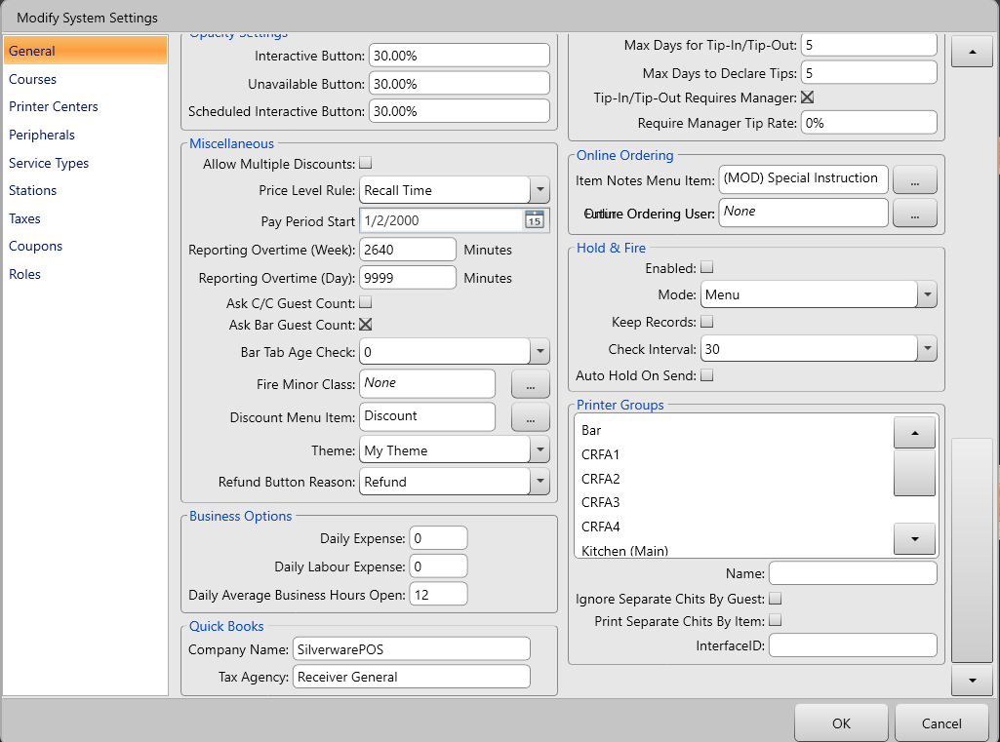 Modify System Settings
General
Courses
Printer Centers
Peripherals
Service Types
Stations
Taxes
Coupons
Roles
Opacity Settings
Interactive Button: 30.00%
Unavailable Button: 30.00%
Scheduled Interactive Button: 30.00%
Miscellaneous
Allow Multiple Discounts:
Price Level Rule: Recall Time
Pay Period Start 1/2/2000 15
Reporting Overtime (Week): 2640 Minutes
Reporting Overtime (Day): 9999 Minutes
Ask C/C Guest Count:
Ask Bar Guest Count:
Bar Tab Age Check: 0
Fire Minor Class: None ...
Discount Menu Item: Discount ...
Theme: My Theme
Refund Button Reason: Refund
Business Options
Daily Expense: 0
Daily Labour Expense: 0
Daily Average Business Hours Open: 12
Quick Books
Company Name: SilverwarePOS
Tax Agency: Receiver General
Max Days for Tip-In/Tip-Out: 5
Max Days to Declare Tips: 5
Tip-In/Tip-Out Requires Manager:
Require Manager Tip Rate: 0%
Online Ordering
Item Notes Menu Item: (MOD) Special Instruction ...
Ordering User: None ...
Hold & Fire
Enabled:
Mode: Menu
Keep Records:
Check Interval: 30
Auto Hold On Send:
Printer Groups
Bar
CRFA1
CRFA2
CRFA3
CRFA4
Kitchen (Main)
Name:
Ignore Separate Chits By Guest:
Print Separate Chits By Item:
InterfaceID:
OK
Cancel